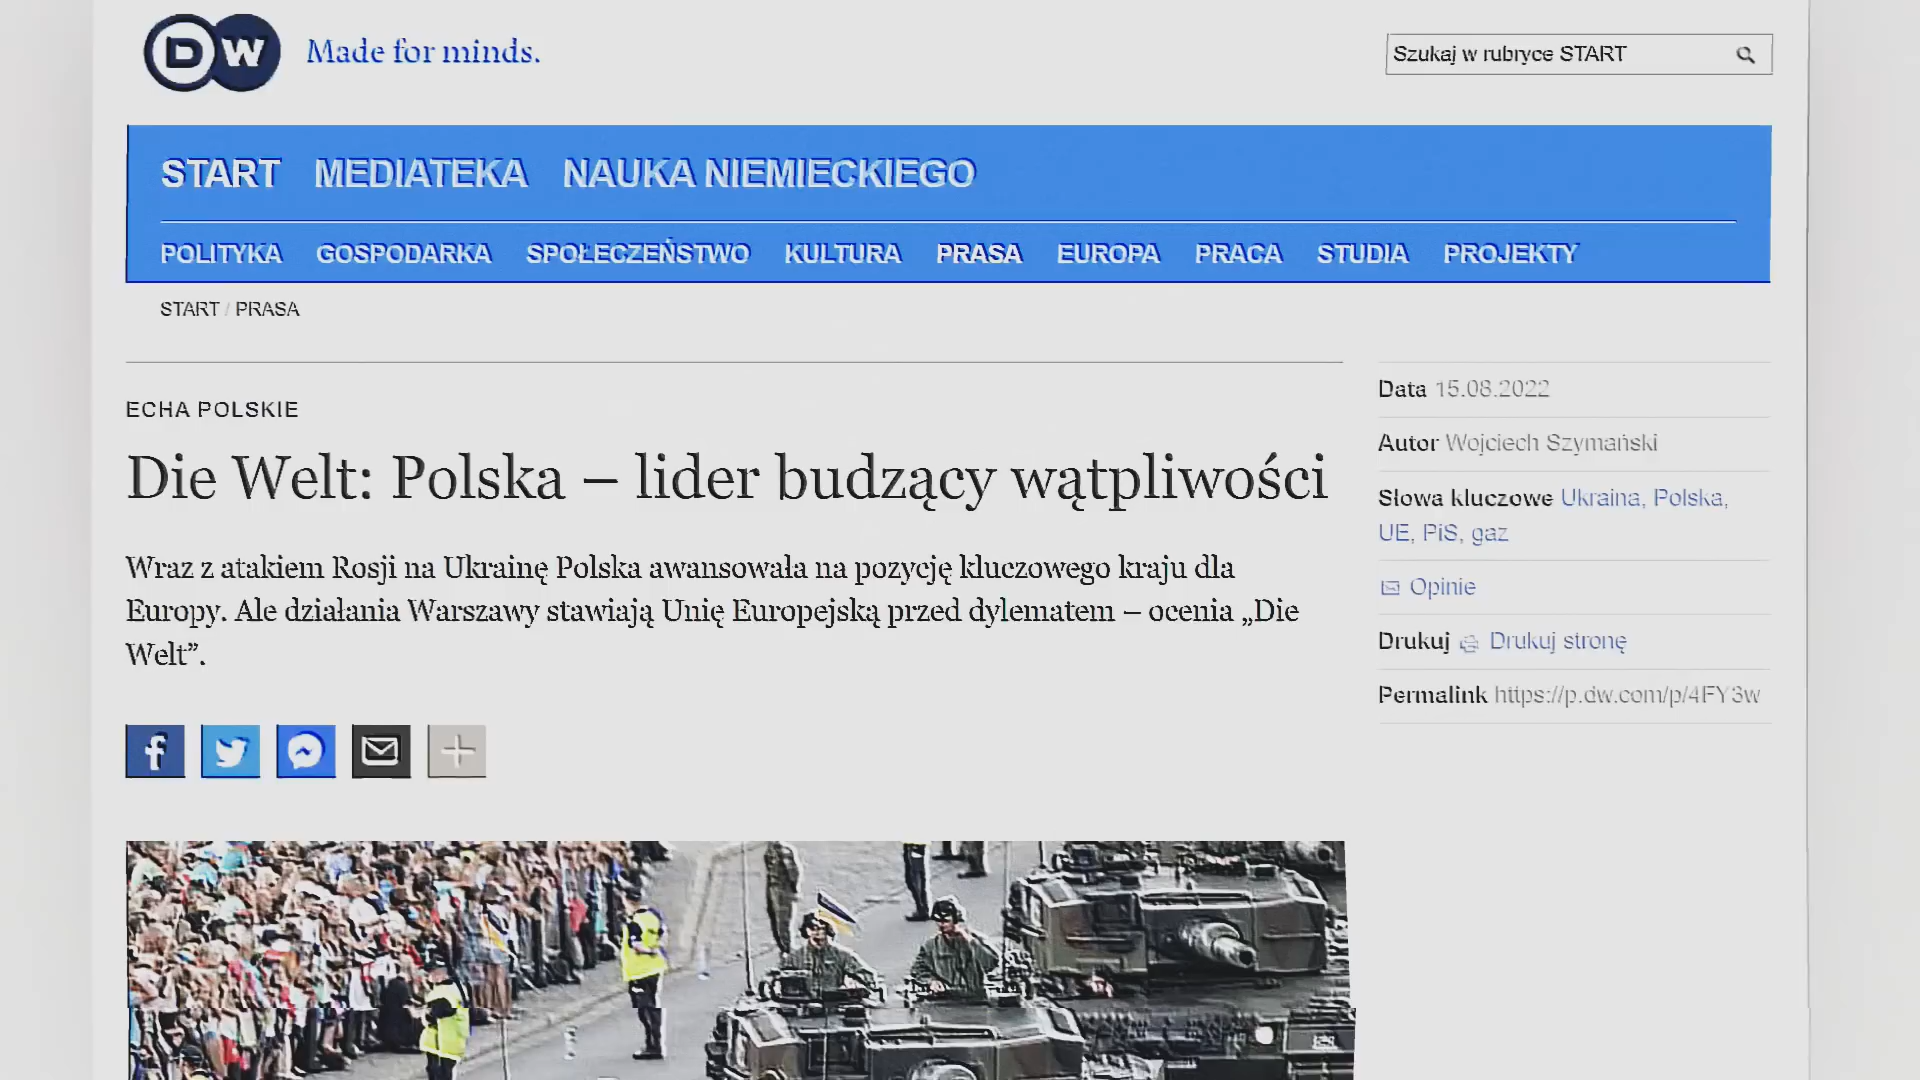 DW Made for minds.
Szukaj w rubryce START
START MEDIATEKA NAUKA NIEMIECKIEGO
POLITYKA GOSPODARKA SPOŁECZEŃSTWO KULTURA PRASA EUROPA PRACA STUDIA PROJEKTY
START / PRASA
ECHA POLSKIE
Die Welt: Polska – lider budzący wątpliwości
Wraz z atakiem Rosji na Ukrainę Polska awansowała na pozycję kluczowego kraju dla
Europy. Ale działania Warszawy stawiają Unię Europejską przed dylematem – ocenia „Die
Welt”.
Data 15.08.2022
Autor Wojciech Szymański
Słowa kluczowe Ukraina, Polska,
UE, PiS, gaz
Opinie
Drukuj Drukuj stronę
Permalink https://p.dw.com/p/4FY3w